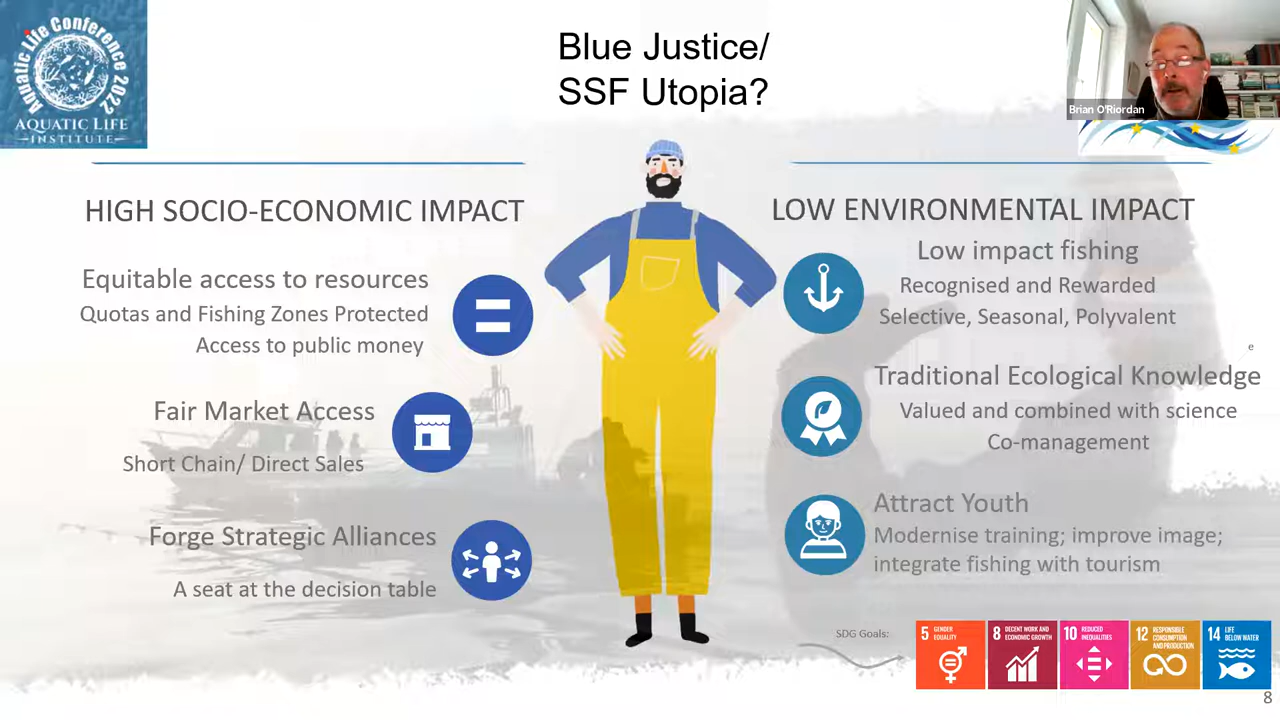 Aquatic Life Conference 2022
AQUATIC LIFE
INSTITUTE
Blue Justice/
SSF Utopia?
Brian O'Riordan
HIGH SOCIO-ECONOMIC IMPACT
Equitable access to resources
Quotas and Fishing Zones Protected
Access to public money
Fair Market Access
Short Chain/ Direct Sales
Forge Strategic Alliances
A seat at the decision table
LOW ENVIRONMENTAL IMPACT
Low impact fishing
Recognised and Rewarded
Selective, Seasonal, Polyvalent
e
Traditional Ecological Knowledge
Valued and combined with science
Co-management
Attract Youth
Modernise training; improve image;
integrate fishing with tourism
SDG Goals:
5 GENDER
EQUALITY
8 DECENT WORK AND
ECONOMIC GROWTH
10 REDUCED
INEQUALITIES
12 RESPONSIBLE
CONSUMPTION
AND PRODUCTION
14 LIFE
BELOW WATER
8